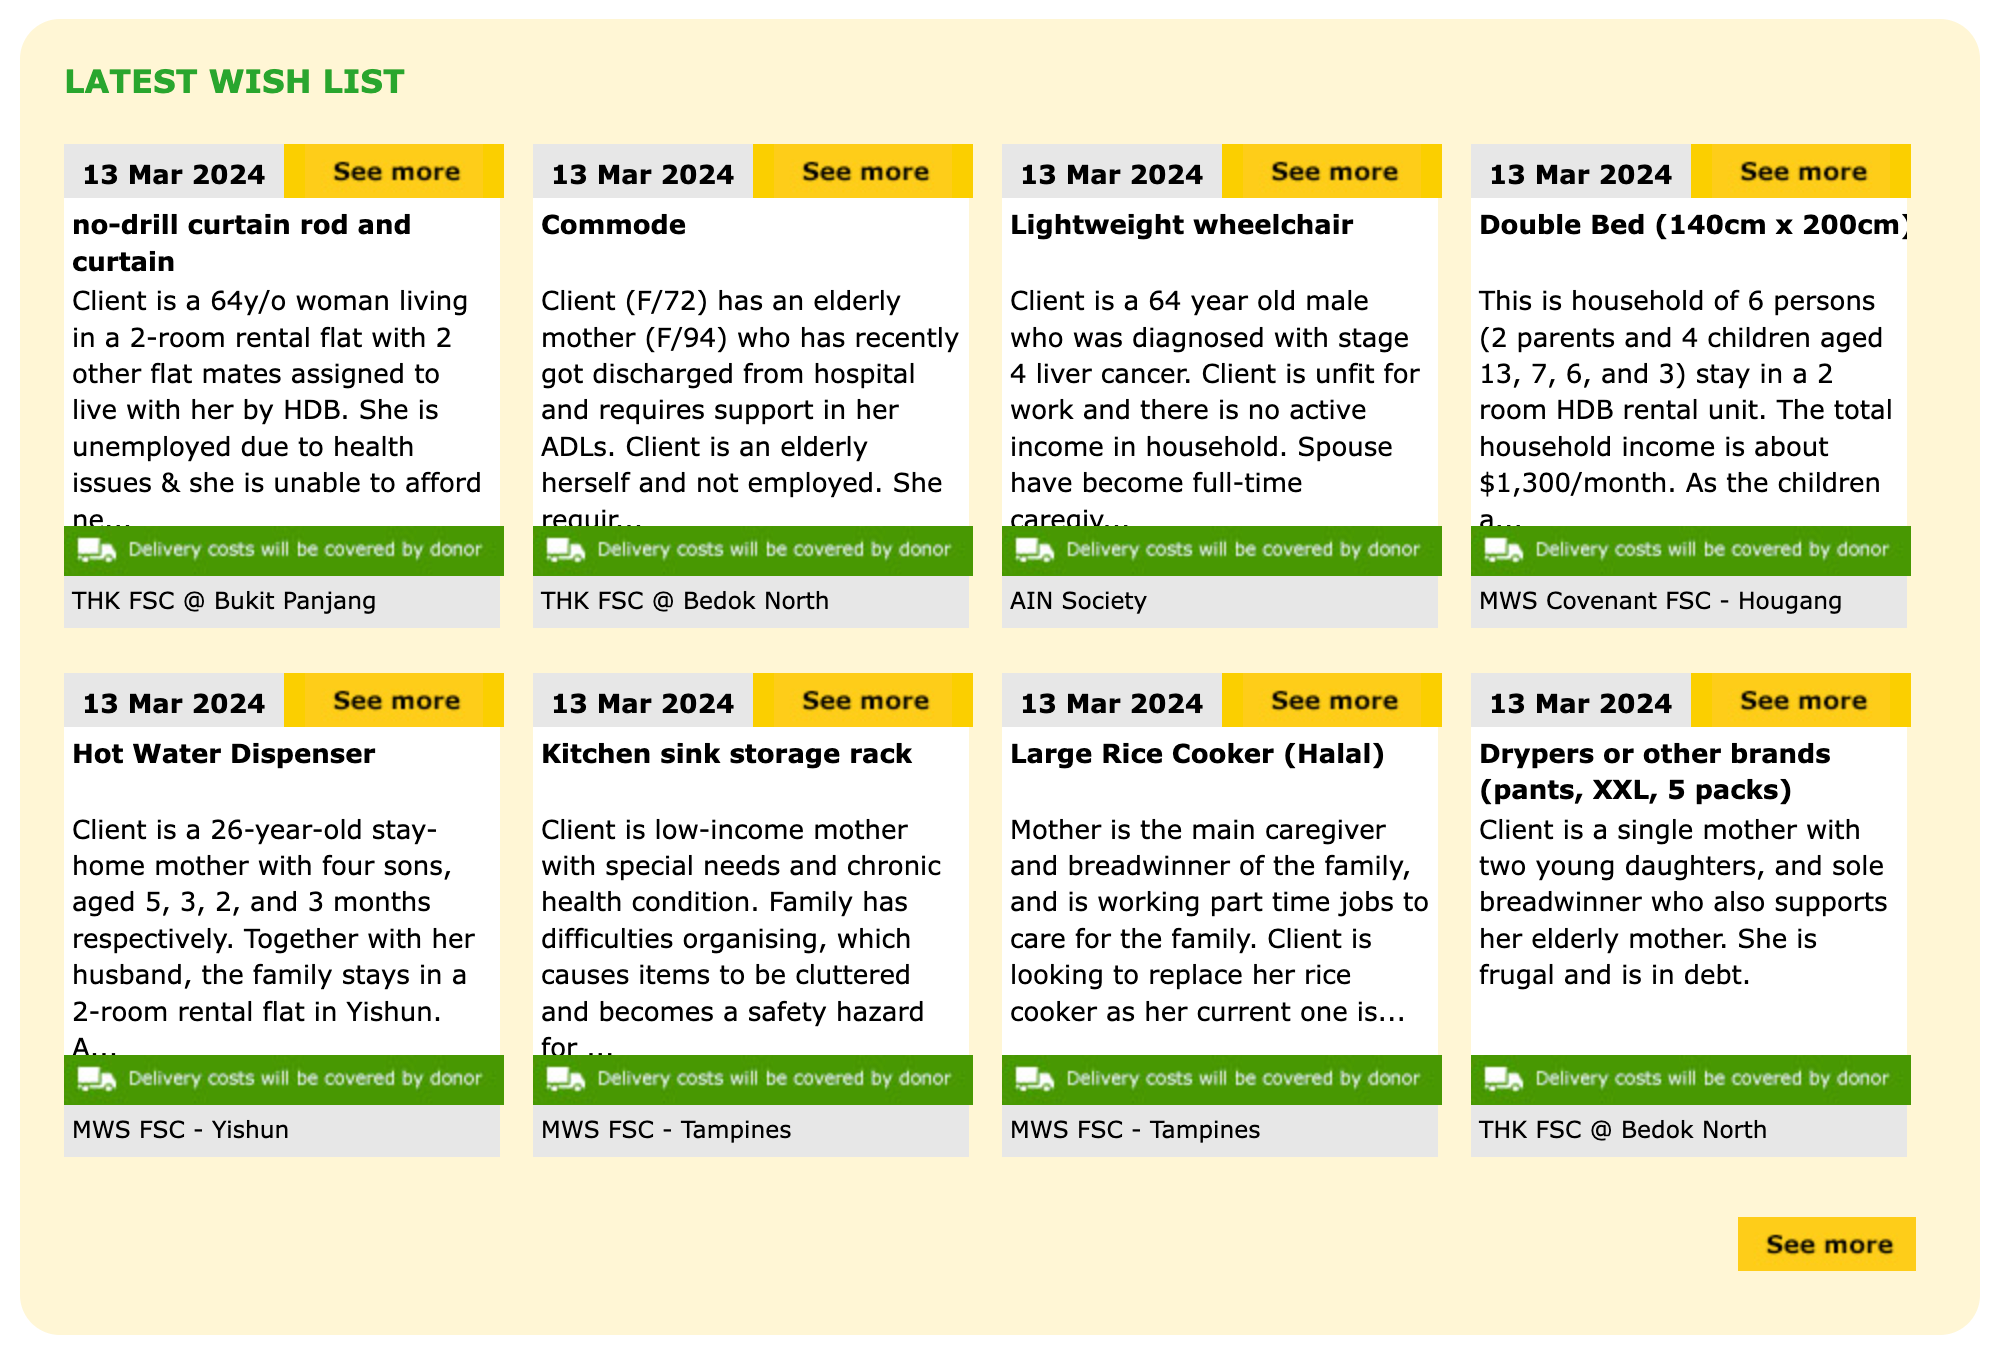 LATEST WISH LIST
13 Mar 2024
See more
no-drill curtain rod and
curtain
Client is a 64y/o woman living
in a 2-room rental flat with 2
other flat mates assigned to
live with her by HDB. She is
unemployed due to health
issues & she is unable to afford
ne...
Delivery costs will be covered by donor
THK FSC @ Bukit Panjang
13 Mar 2024
See more
Commode
Client (F/72) has an elderly
mother (F/94) who has recently
got discharged from hospital
and requires support in her
ADLs. Client is an elderly
herself and not employed. She
requir...
Delivery costs will be covered by donor
THK FSC @ Bedok North
13 Mar 2024
See more
Lightweight wheelchair
Client is a 64 year old male
who was diagnosed with stage
4 liver cancer. Client is unfit for
work and there is no active
income in household. Spouse
have become full-time
caregiv...
Delivery costs will be covered by donor
AIN Society
13 Mar 2024
See more
Double Bed (140cm x 200cm)
This is household of 6 persons
(2 parents and 4 children aged
13, 7, 6, and 3) stay in a 2
room HDB rental unit. The total
household income is about
$1,300/month. As the children
a...
Delivery costs will be covered by donor
MWS Covenant FSC - Hougang
13 Mar 2024
See more
Hot Water Dispenser
Client is a 26-year-old stay-
home mother with four sons,
aged 5, 3, 2, and 3 months
respectively. Together with her
husband, the family stays in a
2-room rental flat in Yishun.
A...
Delivery costs will be covered by donor
MWS FSC - Yishun
13 Mar 2024
See more
Kitchen sink storage rack
Client is low-income mother
with special needs and chronic
health condition. Family has
difficulties organising, which
causes items to be cluttered
and becomes a safety hazard
for ...
Delivery costs will be covered by donor
MWS FSC - Tampines
13 Mar 2024
See more
Large Rice Cooker (Halal)
Mother is the main caregiver
and breadwinner of the family,
and is working part time jobs to
care for the family. Client is
looking to replace her rice
cooker as her current one is...
Delivery costs will be covered by donor
MWS FSC - Tampines
13 Mar 2024
See more
Drypers or other brands
(pants, XXL, 5 packs)
Client is a single mother with
two young daughters, and sole
breadwinner who also supports
her elderly mother. She is
frugal and is in debt.
Delivery costs will be covered by donor
THK FSC @ Bedok North
See more